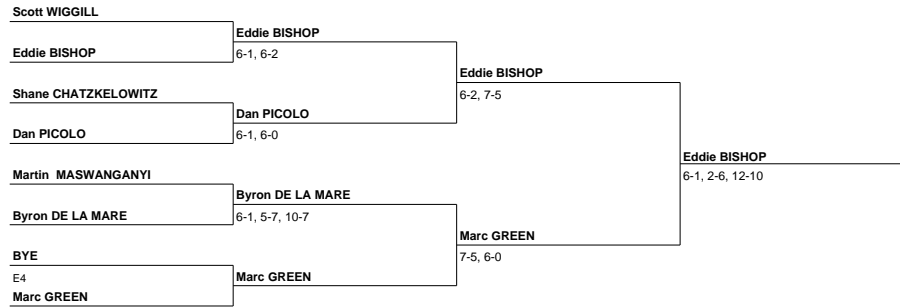 Scott WIGGILL
Eddie BISHOP
Eddie BISHOP
6-1, 6-2
Eddie BISHOP
6-2, 7-5
Shane CHATZKELOWITZ
Dan PICOLO
Dan PICOLO
6-1, 6-0
Eddie BISHOP
6-1, 2-6, 12-10
Martin MASWANGANYI
Byron DE LA MARE
Byron DE LA MARE
6-1, 5-7, 10-7
Marc GREEN
7-5, 6-0
BYE
E4
Marc GREEN
Marc GREEN